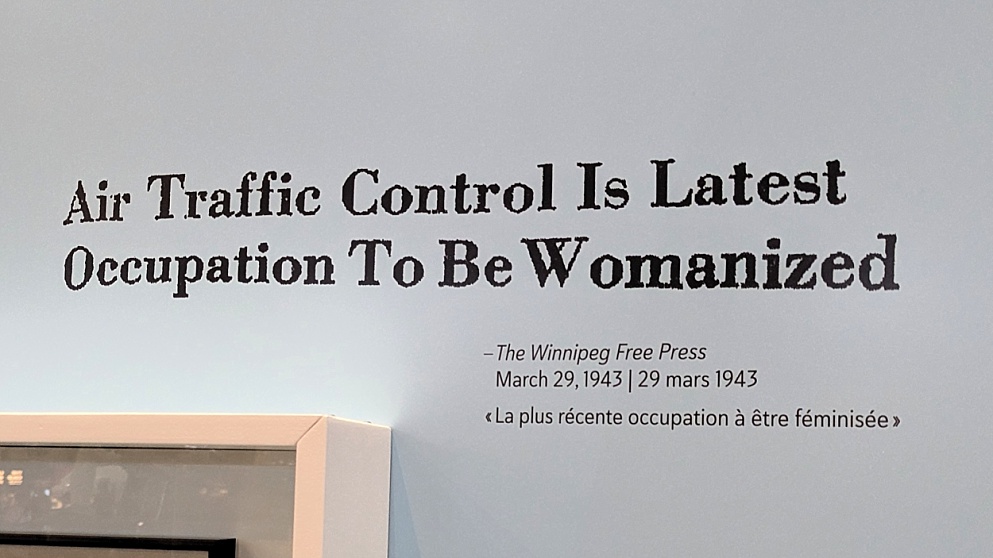 Air Traffic Control Is Latest
Occupation To Be Womanized
–The Winnipeg Free Press
March 29, 1943 | 29 mars 1943
«La plus récente occupation à être féminisée»